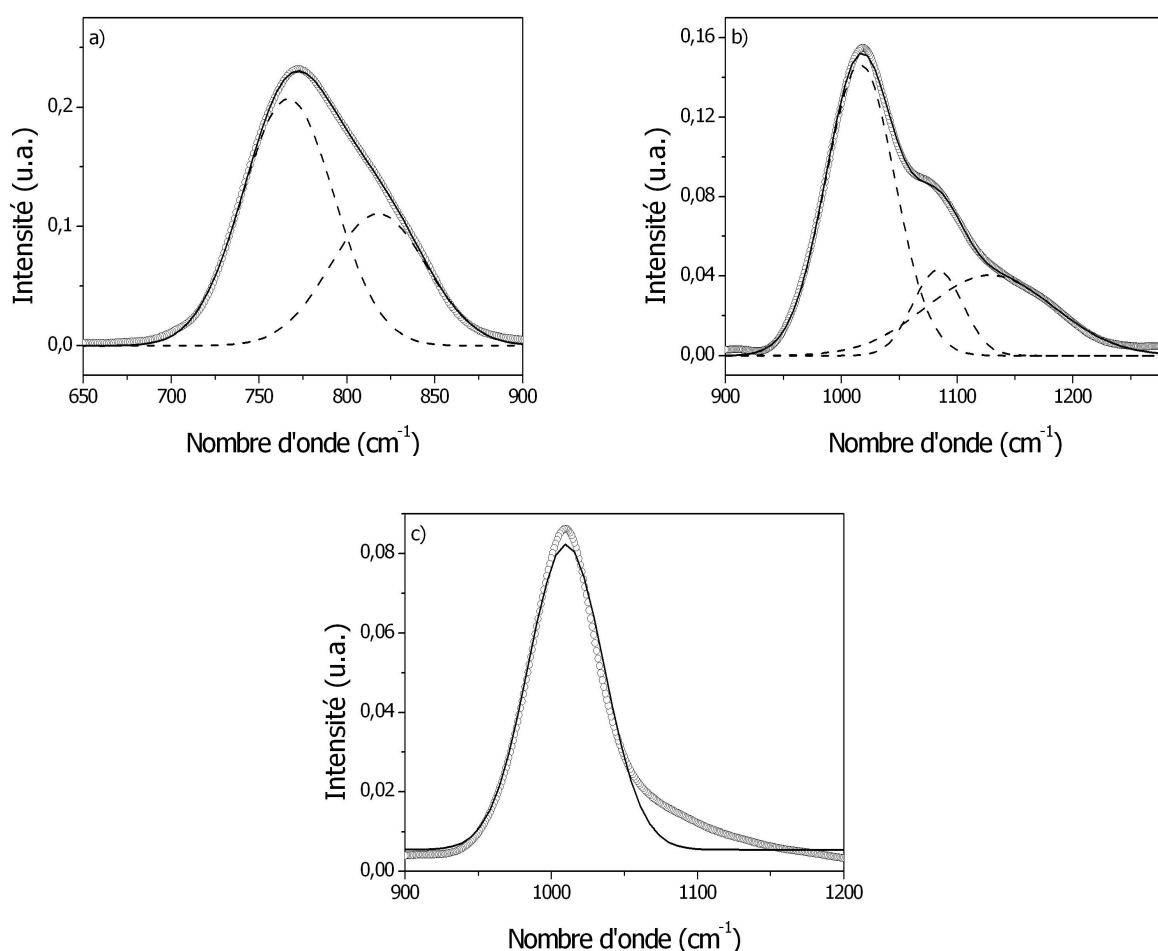 a)
Intensité (u.a.)
0,2
0,1
0,0
650 700 750 800 850 900
Nombre d'onde (cm⁻¹)
b)
Intensité (u.a.)
0,16
0,12
0,08
0,04
0,00
900 1000 1100 1200
Nombre d'onde (cm⁻¹)
c)
Intensité (u.a.)
0,08
0,06
0,04
0,02
0,00
900 1000 1100 1200
Nombre d'onde (cm⁻¹)